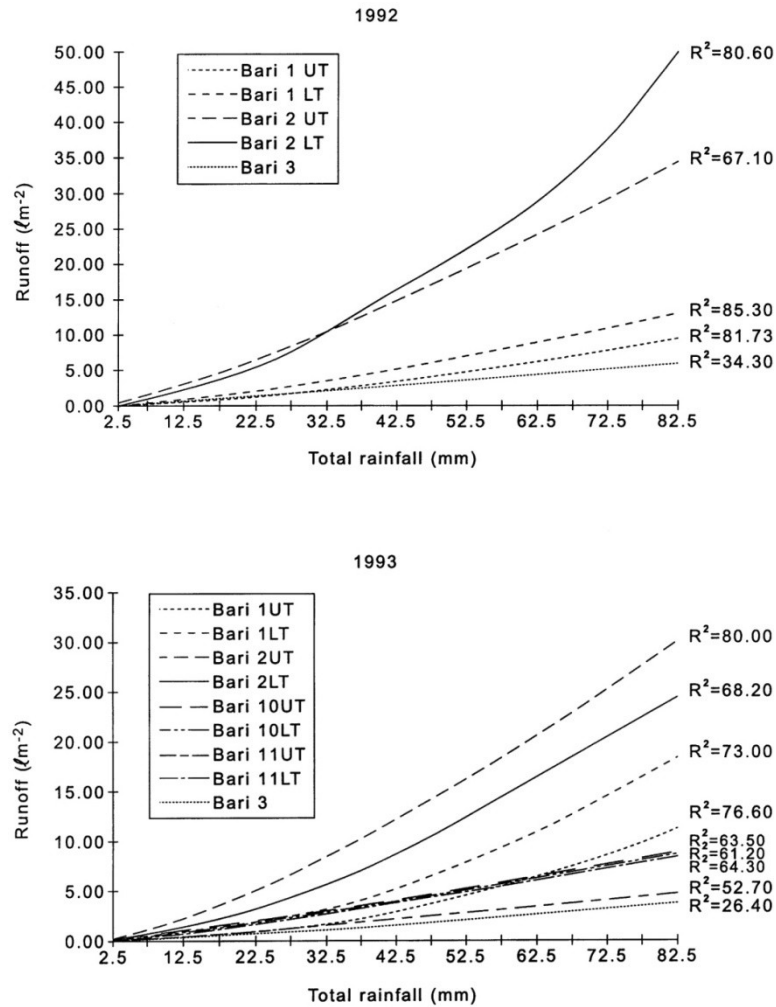 1992
50.00
45.00
40.00
35.00
30.00
25.00
20.00
15.00
10.00
5.00
0.00
Runoff (ℓm⁻²)
Bari 1 UT
Bari 1 LT
Bari 2 UT
Bari 2 LT
Bari 3
R²=80.60
R²=67.10
R²=85.30
R²=81.73
R²=34.30
2.5 12.5 22.5 32.5 42.5 52.5 62.5 72.5 82.5
Total rainfall (mm)
1993
35.00
30.00
25.00
20.00
15.00
10.00
5.00
0.00
Runoff (ℓm⁻²)
Bari 1UT
Bari 1LT
Bari 2UT
Bari 2LT
Bari 10UT
Bari 10LT
Bari 11UT
Bari 11LT
Bari 3
R²=80.00
R²=68.20
R²=73.00
R²=76.60
R²=63.50
R²=61.20
R²=64.30
R²=52.70
R²=26.40
2.5 12.5 22.5 32.5 42.5 52.5 62.5 72.5 82.5
Total rainfall (mm)